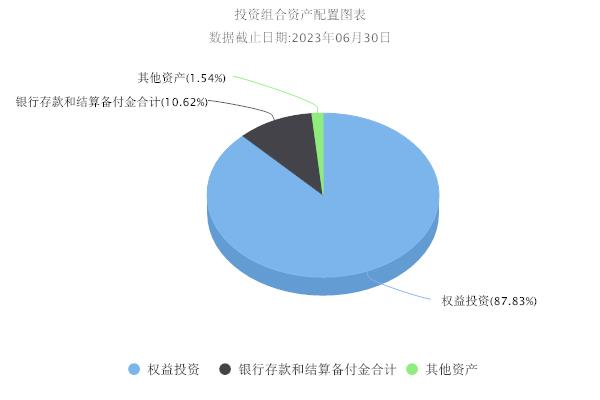 投资组合资产配置图表
数据截止日期:2023年06月30日
其他资产(1.54%)
银行存款和结算备付金合计(10.62%)
权益投资(87.83%)
权益投资 银行存款和结算备付金合计 其他资产